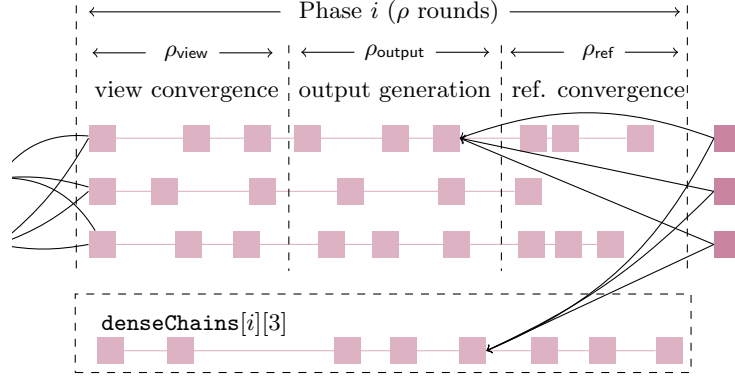 Phase i (ρ rounds)
ρview ρoutput ρref
view convergence output generation ref. convergence
denseChains[i][3]